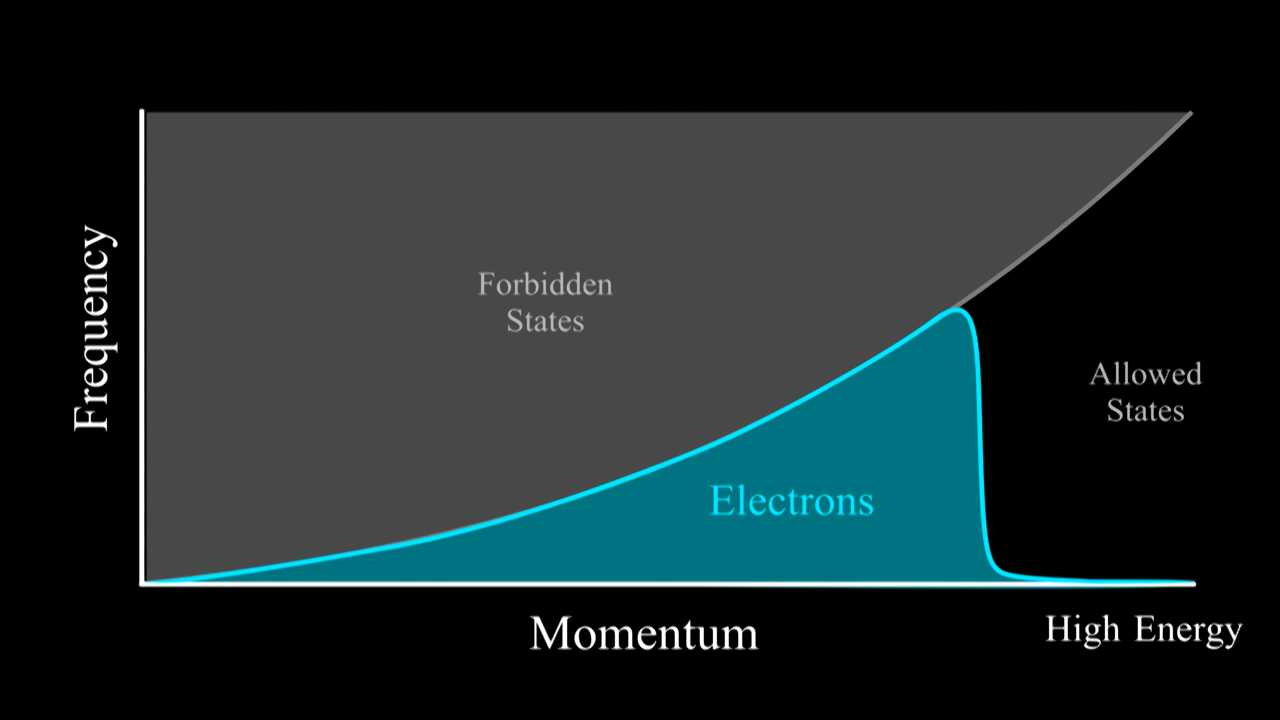 Frequency
Forbidden
States
Allowed
States
Electrons
Momentum
High Energy